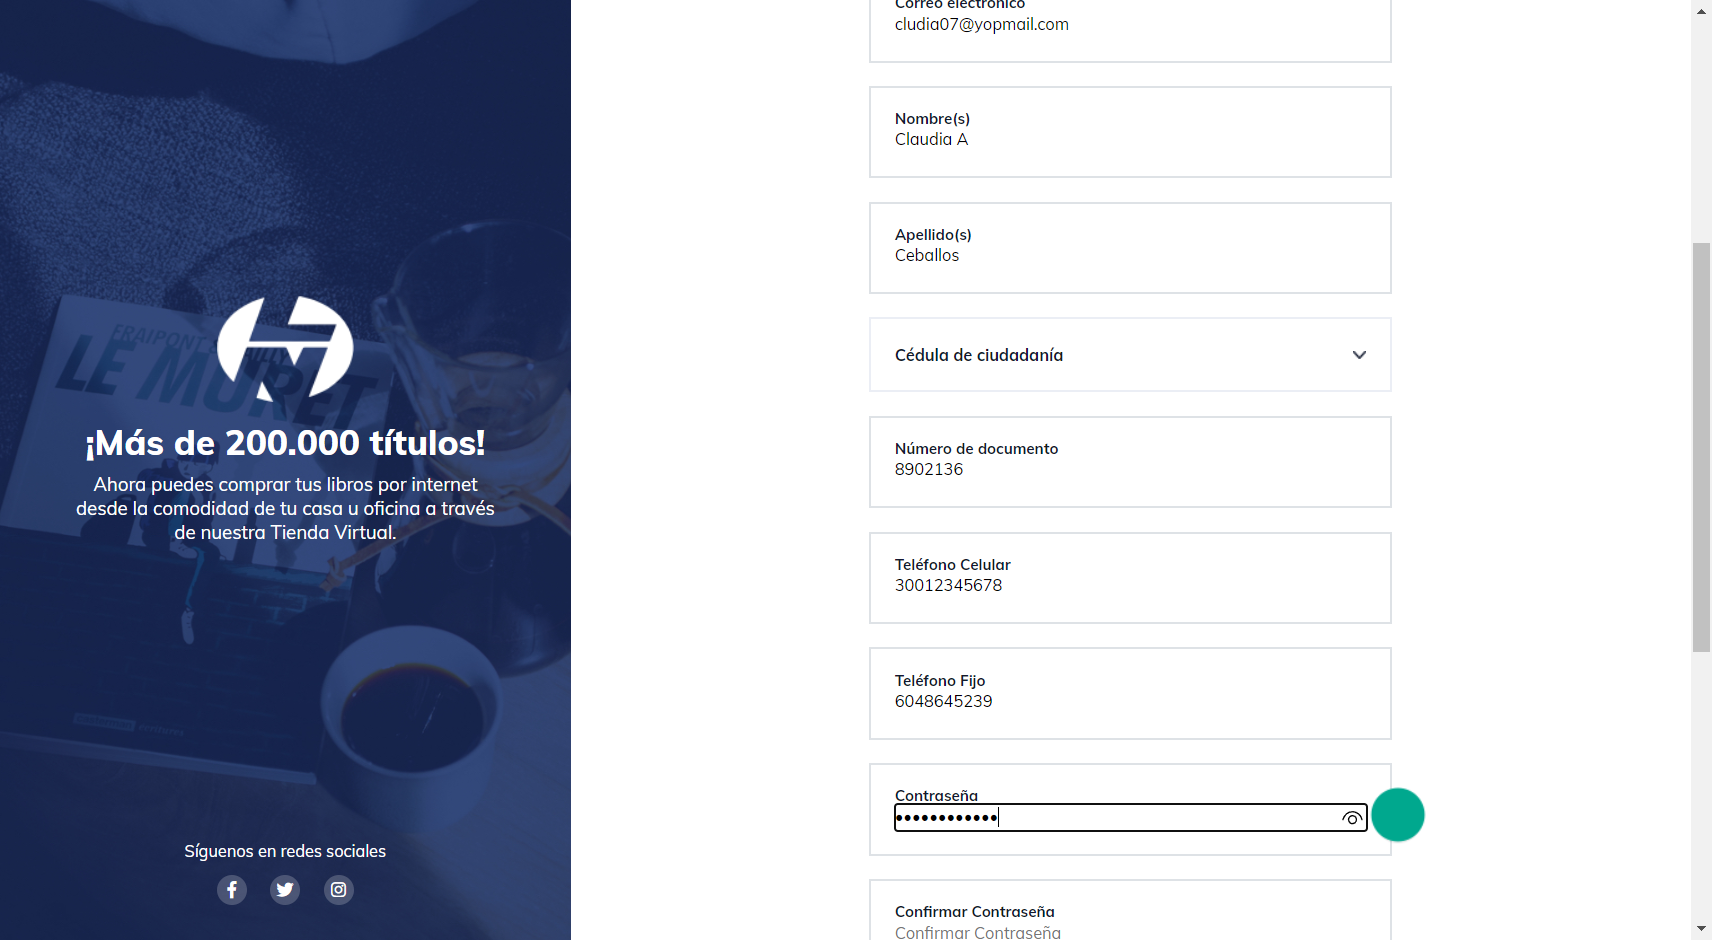 FRAIPONT
LE MURET
¡Más de 200.000 títulos!
Ahora puedes comprar tus libros por internet
desde la comodidad de tu casa u oficina a través
de nuestra Tienda Virtual.
Síguenos en redes sociales
Correo electrónico
cludia07@yopmail.com
Nombre(s)
Claudia A
Apellido(s)
Ceballos
Cédula de ciudadanía
Número de documento
8902136
Teléfono Celular
30012345678
Teléfono Fijo
6048645239
Contraseña
••••••••••••
Confirmar Contraseña
Confirmar Contraseña